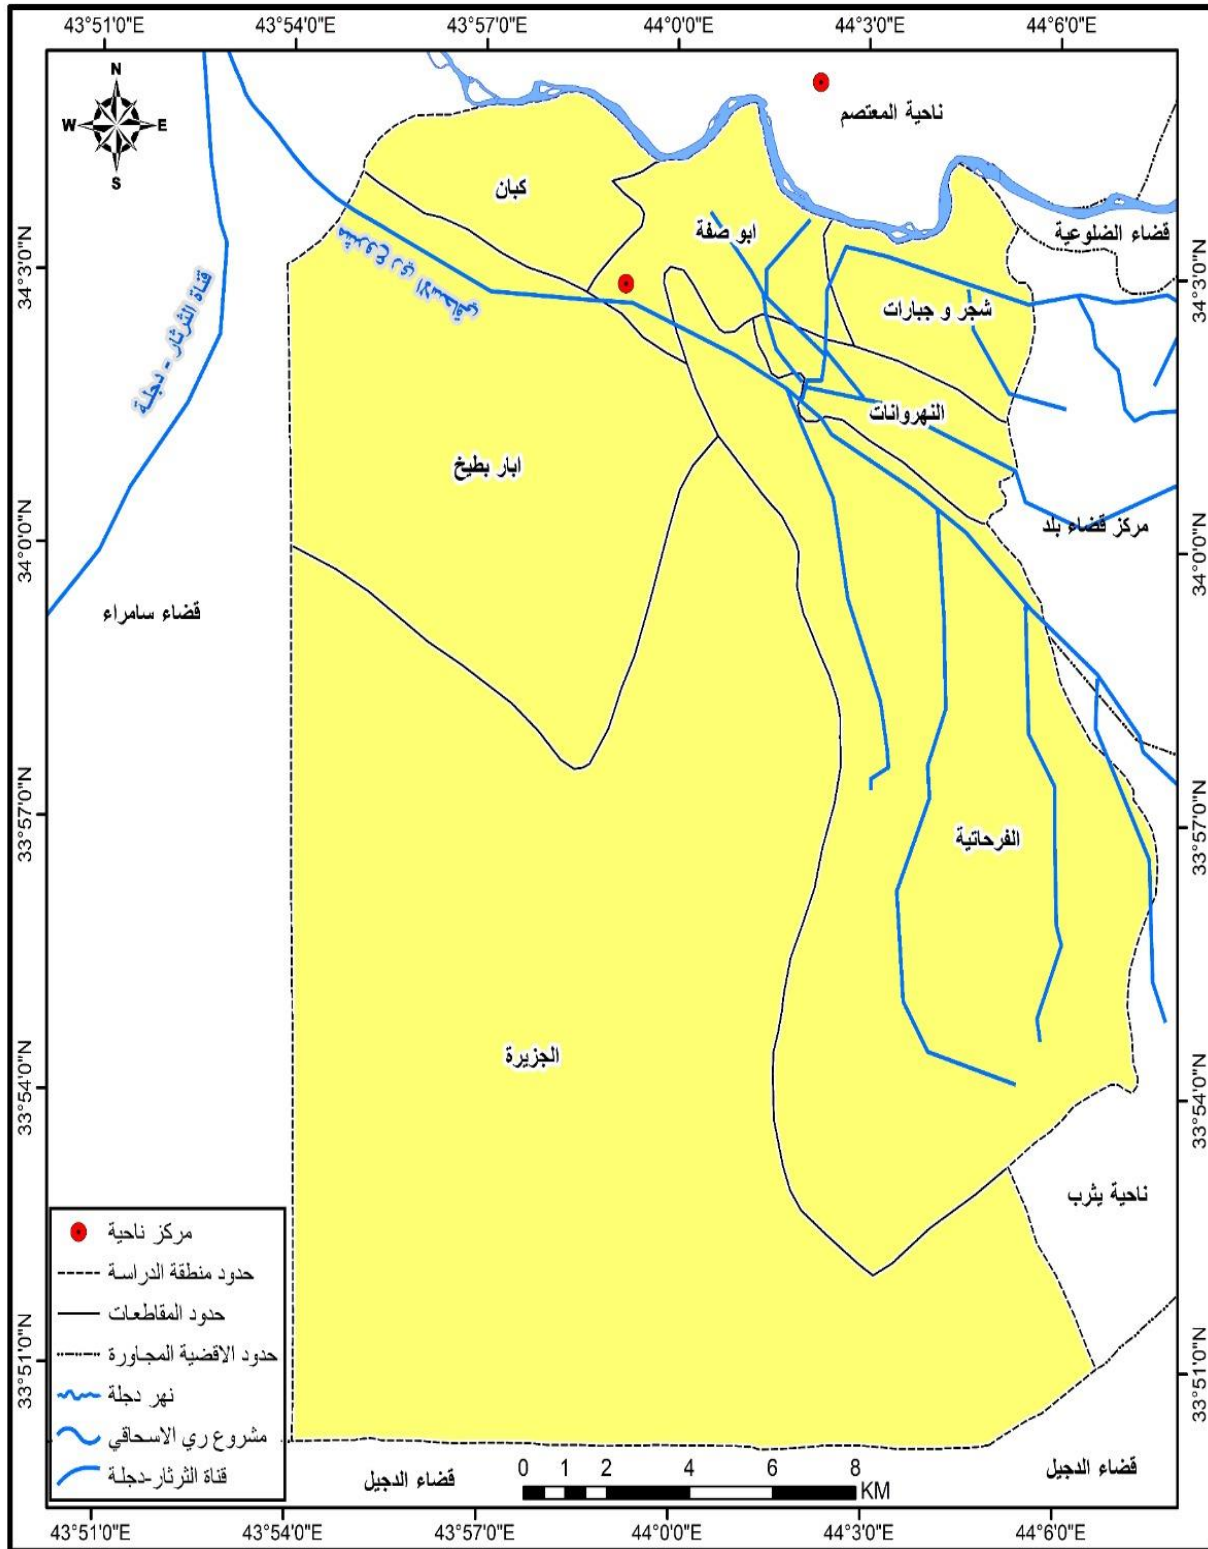 43°51'0"E 43°54'0"E 43°57'0"E 44°0'0"E 44°3'0"E 44°6'0"E
N
W E
S
ناحية المعتصم
كبان
ابو صفة
قضاء الضلوعية
34°3'0"N
34°3'0"N
مشروع ري الاسحاقي
قناة الثرثار - دجلة
شجر و جبارات
النهروانات
ابار بطيخ
مركز قضاء بلد
34°0'0"N
34°0'0"N
قضاء سامراء
33°57'0"N
33°57'0"N
الفرحاتية
الجزيرة
33°54'0"N
33°54'0"N
ناحية يثرب
مركز ناحية
حدود منطقة الدراسة
حدود المقاطعات
حدود الاقضية المجاورة
نهر دجلة
مشروع ري الاسحاقي
قناة الثرثار-دجلة
33°51'0"N
33°51'0"N
قضاء الدجيل
0 1 2 4 6 8
KM
قضاء الدجيل
43°51'0"E 43°54'0"E 43°57'0"E 44°0'0"E 44°3'0"E 44°6'0"E